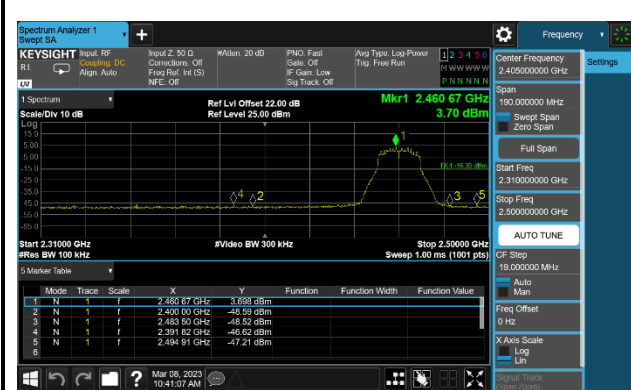 Spectrum Analyzer 1
Swept SA
+
Frequency
KEYSIGHT
Input: RF
Coupling: DC
Align: Auto
Input Z: 50 Ω
Corrections: Off
Freq Ref: Int (S)
NFE: Off
#Atten: 20 dB
PNO: Fast
Gate: Off
IF Gain: Low
Sig Track: Off
Avg Type: Log-Power
Trig: Free Run
1 2 3 4 5 6
M W W W W W
P N N N N N
RL
LXI
Center Frequency
2.405000000 GHz
Settings
Span
190.000000 MHz
Swept Span
Zero Span
Full Span
Start Freq
2.310000000 GHz
Stop Freq
2.500000000 GHz
AUTO TUNE
CF Step
19.000000 MHz
Auto
Man
Freq Offset
0 Hz
X Axis Scale
Log
Lin
Signal Track
(Span Zoom)
1 Spectrum
Scale/Div 10 dB
Ref Lvl Offset 22.00 dB
Ref Level 25.00 dBm
Mkr1 2.460 67 GHz
3.70 dBm
Log
15.0
5.00
-5.00
-15.0
-25.0
-35.0
-45.0
-55.0
-65.0
1
DL1 -16.30 dBm
4
2
3
5
Start 2.31000 GHz
#Res BW 100 kHz
#Video BW 300 kHz
Stop 2.50000 GHz
Sweep 1.00 ms (1001 pts)
5 Marker Table
Mode Trace Scale X Y Function Function Width Function Value
1 N 1 f 2.460 67 GHz 3.698 dBm
2 N 1 f 2.400 00 GHz -48.59 dBm
3 N 1 f 2.483 50 GHz -48.52 dBm
4 N 1 f 2.391 82 GHz -46.62 dBm
5 N 1 f 2.494 91 GHz -47.21 dBm
6
?
Mar 08, 2023
10:41:07 AM